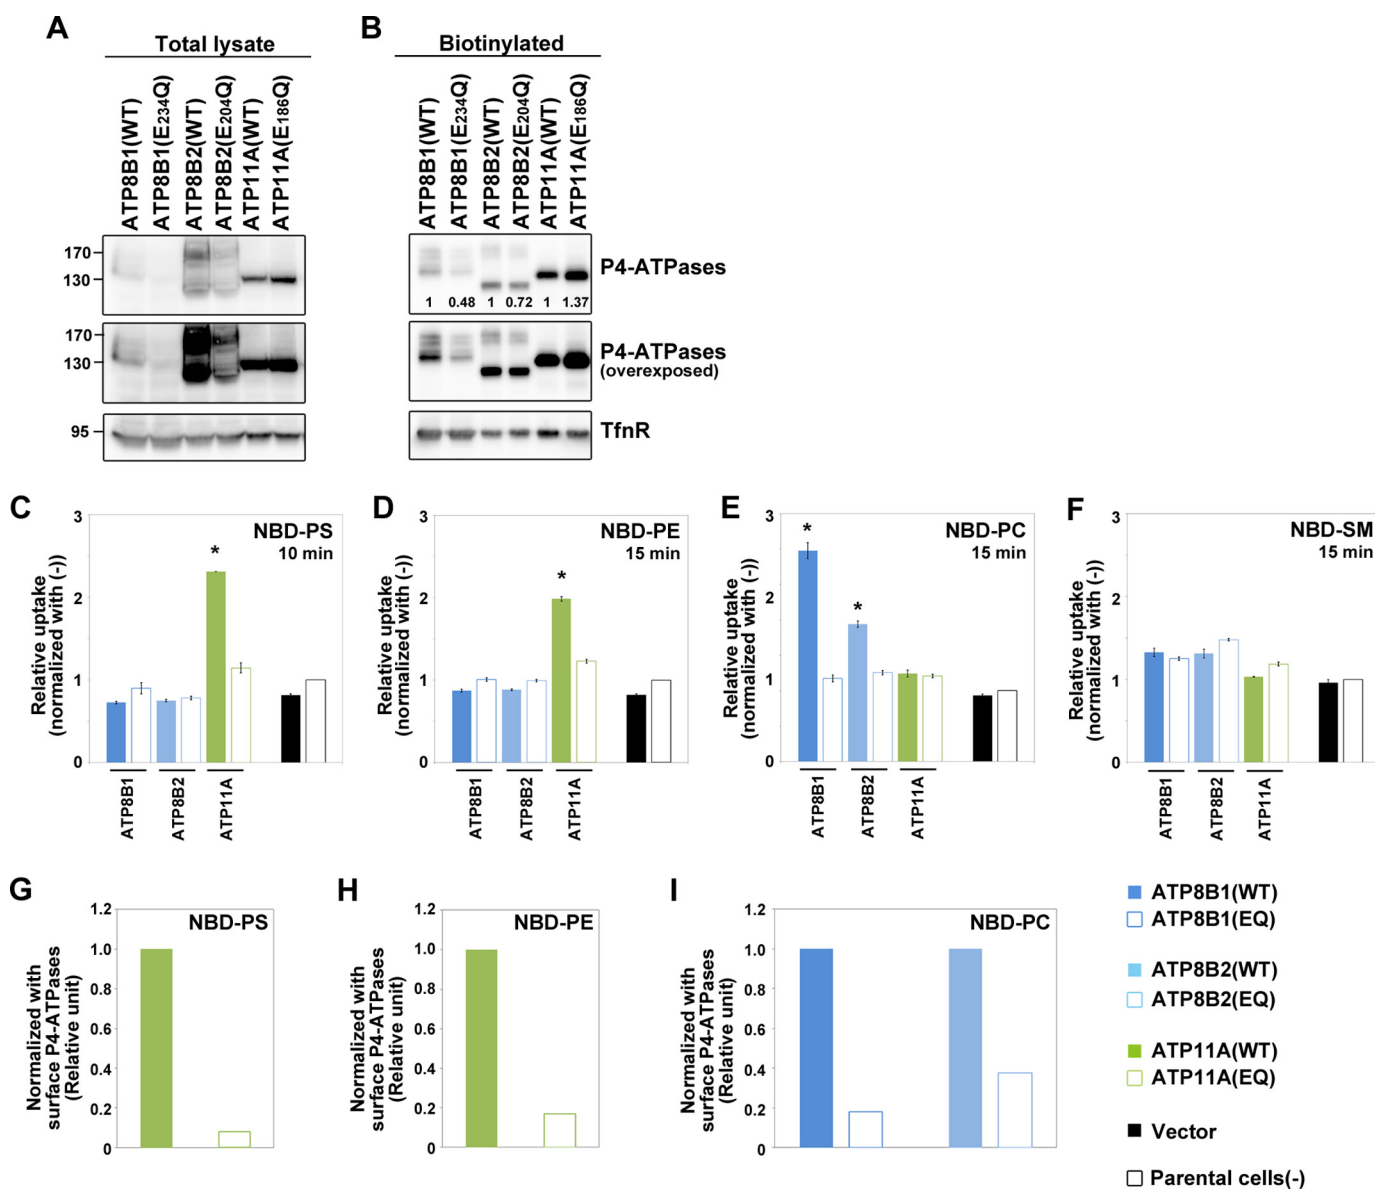 A
Total lysate
ATP8B1(WT)
ATP8B1(E234Q)
ATP8B2(WT)
ATP8B2(E204Q)
ATP11A(WT)
ATP11A(E186Q)
170
130
170
130
95
B
Biotinylated
ATP8B1(WT)
ATP8B1(E234Q)
ATP8B2(WT)
ATP8B2(E204Q)
ATP11A(WT)
ATP11A(E186Q)
P4-ATPases
1 0.48 1 0.72 1 1.37
P4-ATPases
(overexposed)
TfnR
C
NBD-PS
10 min
Relative uptake
(normalized with (-))
3
2
1
0
*
ATP8B1
ATP8B2
ATP11A
D
NBD-PE
15 min
Relative uptake
(normalized with (-))
3
2
1
0
*
ATP8B1
ATP8B2
ATP11A
E
NBD-PC
15 min
Relative uptake
(normalized with (-))
3
2
1
0
*
*
ATP8B1
ATP8B2
ATP11A
F
NBD-SM
15 min
Relative uptake
(normalized with (-))
3
2
1
0
ATP8B1
ATP8B2
ATP11A
G
NBD-PS
Normalized with
surface P4-ATPases
(Relative unit)
1.2
1.0
0.8
0.6
0.4
0.2
0
H
NBD-PE
Normalized with
surface P4-ATPases
(Relative unit)
1.2
1.0
0.8
0.6
0.4
0.2
0
I
NBD-PC
Normalized with
surface P4-ATPases
(Relative unit)
1.2
1.0
0.8
0.6
0.4
0.2
0
ATP8B1(WT)
ATP8B1(EQ)
ATP8B2(WT)
ATP8B2(EQ)
ATP11A(WT)
ATP11A(EQ)
Vector
Parental cells(-)